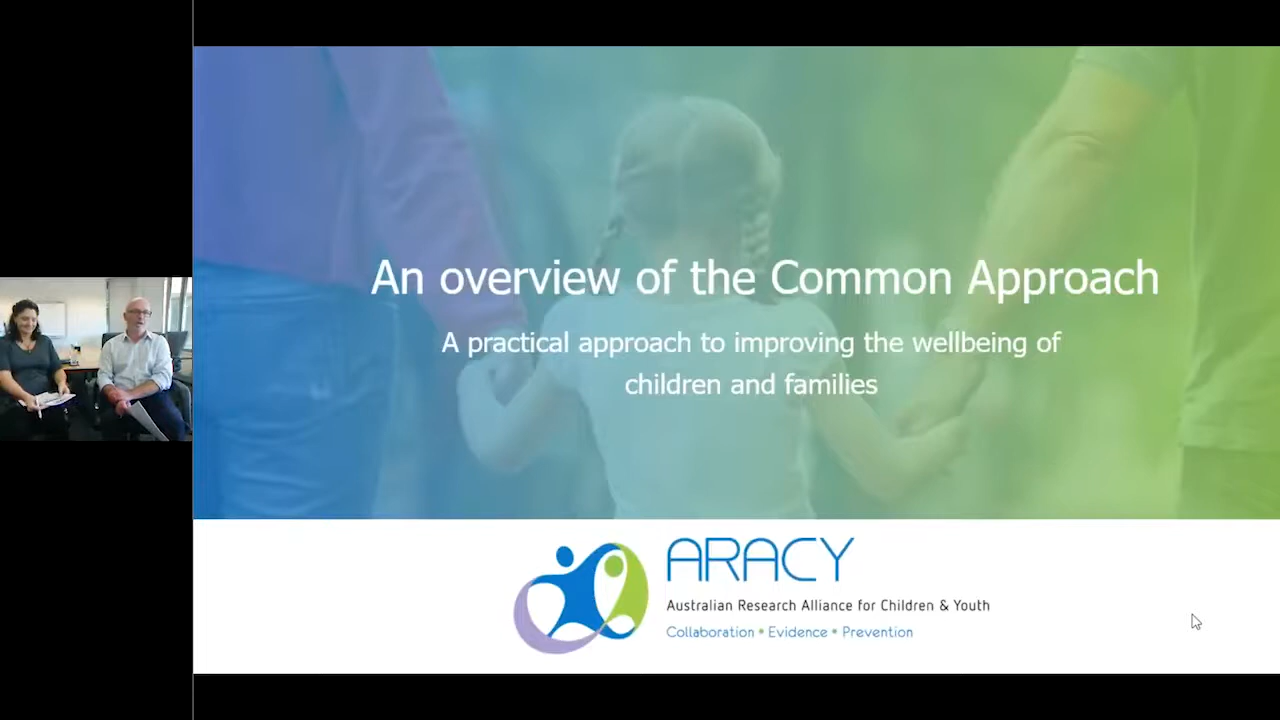 An overview of the Common Approach
A practical approach to improving the wellbeing of
children and families
ARACY
Australian Research Alliance for Children & Youth
Collaboration • Evidence • Prevention